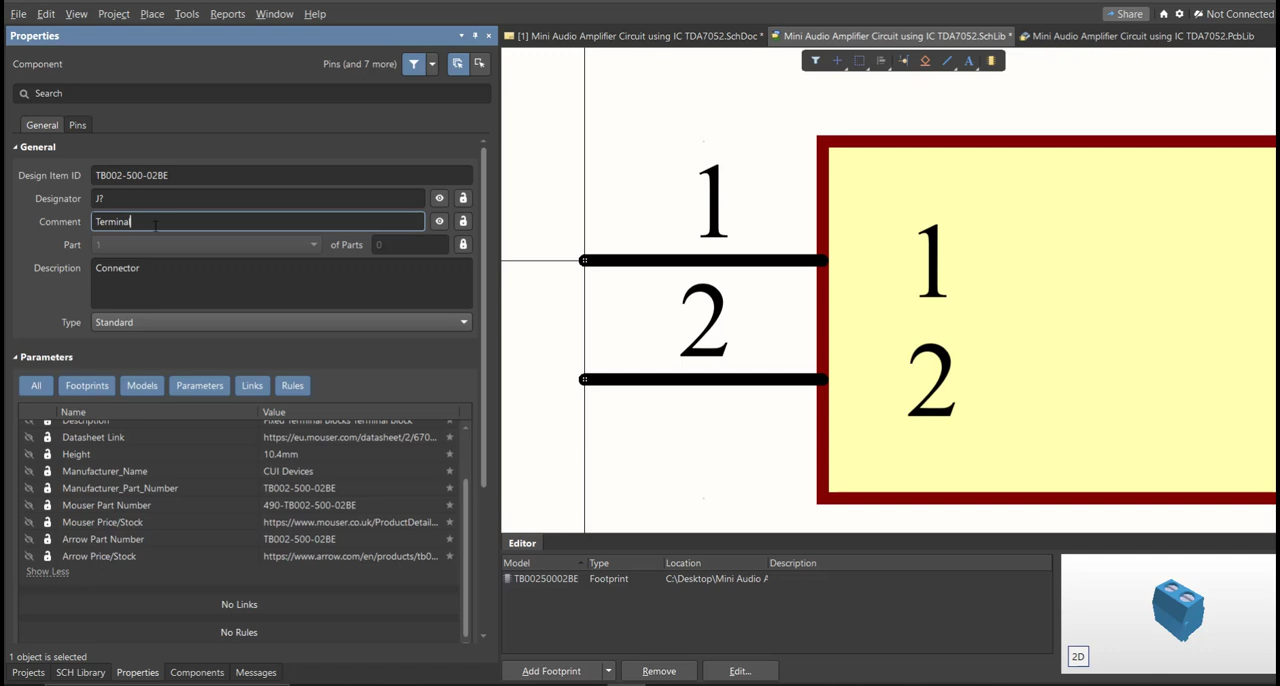 File Edit View Project Place Tools Reports Window Help Share Not Connected
Properties
[1] Mini Audio Amplifier Circuit using IC TDA7052.SchDoc * Mini Audio Amplifier Circuit using IC TDA7052.SchLib * Mini Audio Amplifier Circuit using IC TDA7052.PcbLib
Component Pins (and 7 more)
Search
General Pins
General
Design Item ID TB002-500-02BE
Designator J?
Comment Terminal
Part 1 of Parts 0
Description Connector
Type Standard
Parameters
All Footprints Models Parameters Links Rules
Name Value
Description Fixed Terminal Blocks Terminal block
Datasheet Link https://eu.mouser.com/datasheet/2/670...
Height 10.4mm
Manufacturer_Name CUI Devices
Manufacturer_Part_Number TB002-500-02BE
Mouser Part Number 490-TB002-500-02BE
Mouser Price/Stock https://www.mouser.co.uk/ProductDetail...
Arrow Part Number TB002-500-02BE
Arrow Price/Stock https://www.arrow.com/en/products/tb0...
Show Less
No Links
No Rules
1 object is selected
Projects SCH Library Properties Components Messages
1
1
2
2
Editor
Model Type Location Description
TB00250002BE Footprint C:\Desktop\Mini Audio A
2D
Add Footprint Remove Edit...